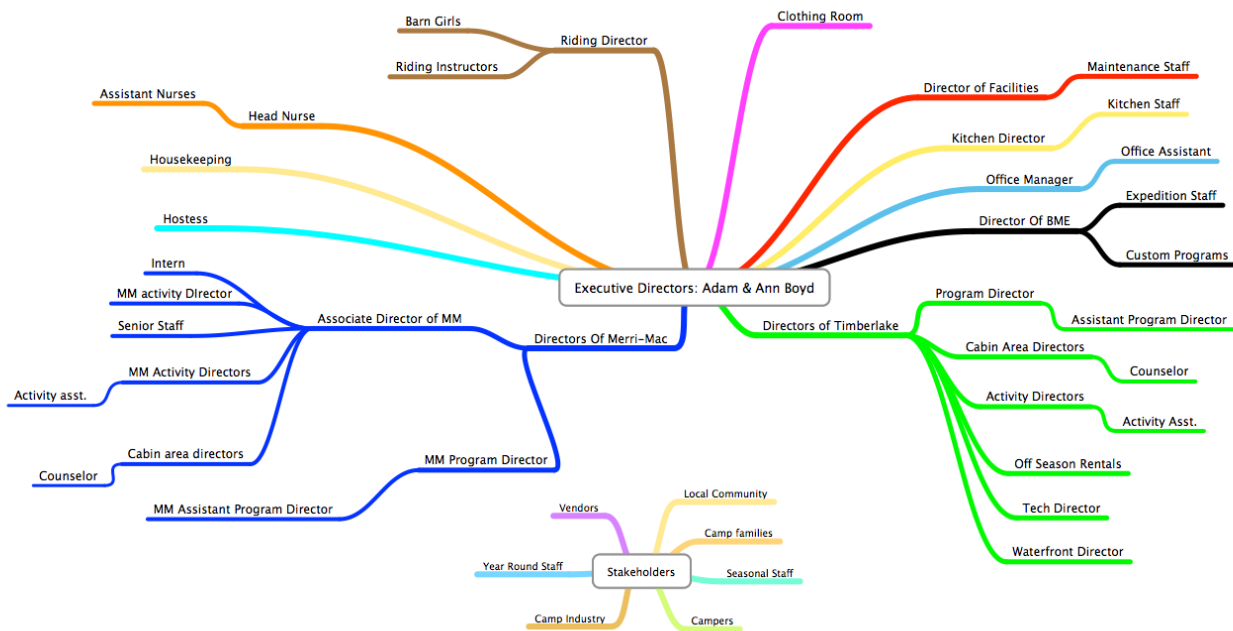 Clothing Room
Barn Girls
Riding Director
Riding Instructors
Maintenance Staff
Director of Facilities
Assistant Nurses
Head Nurse
Kitchen Staff
Kitchen Director
Housekeeping
Office Assistant
Office Manager
Hostess
Expedition Staff
Director Of BME
Custom Programs
Executive Directors: Adam & Ann Boyd
Intern
MM activity DIrector
Senior Staff
Associate Director of MM
Directors Of Merri-Mac
MM Activity Directors
Activity asst.
Cabin area directors
Counselor
MM Program Director
MM Assistant Program Director
Directors of Timberlake
Program Director
Assistant Program Director
Cabin Area Directors
Counselor
Activity Directors
Activity Asst.
Off Season Rentals
Tech Director
Waterfront Director
Local Community
Vendors
Camp families
Year Round Staff
Stakeholders
Seasonal Staff
Camp Industry
Campers